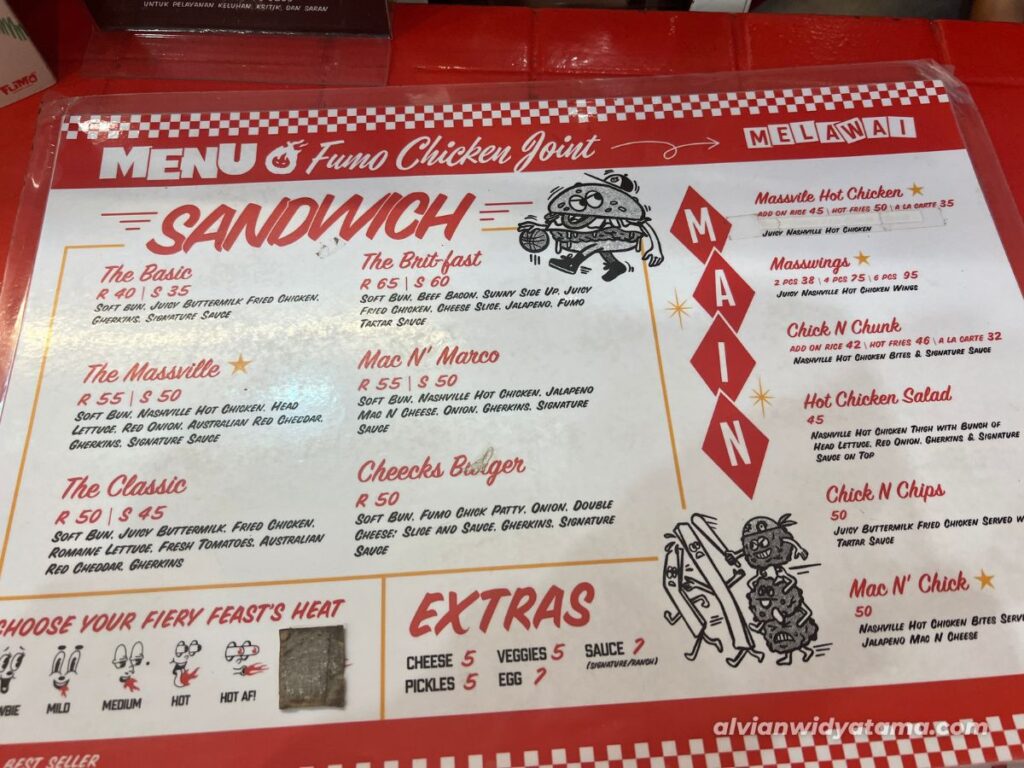 UNTUK PELAYANAN KELUHAN, KRITIK, DAN SARAN
FUMO
MENU Fumo Chicken Joint
MELAWAI
SANDWICH
The Basic
R 40 | S 35
SOFT BUN, JUICY BUTTERMILK FRIED CHICKEN,
GHERKINS, SIGNATURE SAUCE
The Massville
R 55 | S 50
SOFT BUN, NASHVILLE HOT CHICKEN, HEAD
LETTUCE, RED ONION, AUSTRALIAN RED CHEDDAR,
GHERKINS, SIGNATURE SAUCE
The Classic
R 50 | S 45
SOFT BUN, JUICY BUTTERMILK, FRIED CHICKEN,
ROMAINE LETTUCE, FRESH TOMATOES, AUSTRALIAN
RED CHEDDAR, GHERKINS
The Brit-fast
R 65 | S 60
SOFT BUN, BEEF BACON, SUNNY SIDE UP, JUICY
FRIED CHICKEN, CHEESE SLICE, JALAPENO, FUMO
TARTAR SAUCE
Mac N' Marco
R 55 | S 50
SOFT BUN, NASHVILLE HOT CHICKEN, JALAPENO
MAC N CHEESE, ONION, GHERKINS, SIGNATURE
SAUCE
Cheecks Burger
R 50
SOFT BUN, FUMO CHICK PATTY, ONION, DOUBLE
CHEESE; SLICE AND SAUCE, GHERKINS, SIGNATURE
SAUCE
MAIN
Massvile Hot Chicken
ADD ON RICE 45 \ HOT FRIES 50 \ A LA CARTE 35
JUICY NASHVILLE HOT CHICKEN
Masswings
2 PCS 38 | 4 PCS 75 \ 6 PCS 95
JUICY NASHVILLE HOT CHICKEN WINGS
Chick N Chunk
ADD ON RICE 42 \ HOT FRIES 46 \ A LA CARTE 32
NASHVILLE HOT CHICKEN BITES & SIGNATURE SAUCE
Hot Chicken Salad
45
NASHVILLE HOT CHICKEN THIGH WITH BUNCH OF
HEAD LETTUCE, RED ONION, GHERKINS & SIGNATURE
SAUCE ON TOP
Chick N Chips
50
JUICY BUTTERMILK FRIED CHICKEN SERVED W
TARTAR SAUCE
Mac N' Chick
50
NASHVILLE HOT CHICKEN BITES SERV
JALAPENO MAC N CHEESE
CHOOSE YOUR FIERY FEAST'S HEAT
MILD
MEDIUM
HOT
HOT AF!
EXTRAS
CHEESE 5 VEGGIES 5 SAUCE 7
(SIGNATURE/RANCH)
PICKLES 5 EGG 7
BEST SELLER
alvianwidyatama.com